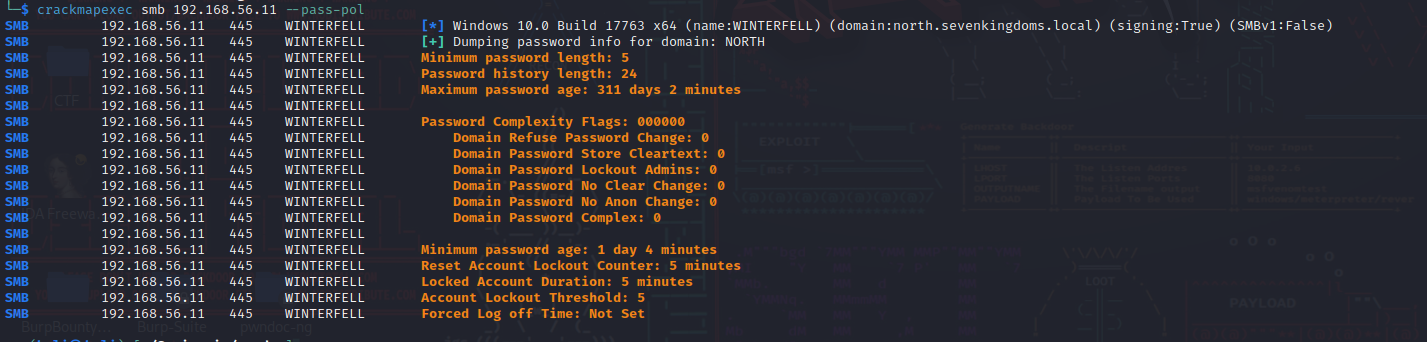 └─$ crackmapexec smb 192.168.56.11 --pass-pol
SMB 192.168.56.11 445 WINTERFELL [*] Windows 10.0 Build 17763 x64 (name:WINTERFELL) (domain:north.sevenkingdoms.local) (signing:True) (SMBv1:False)
SMB 192.168.56.11 445 WINTERFELL [+] Dumping password info for domain: NORTH
SMB 192.168.56.11 445 WINTERFELL Minimum password length: 5
SMB 192.168.56.11 445 WINTERFELL Password history length: 24
SMB 192.168.56.11 445 WINTERFELL Maximum password age: 311 days 2 minutes
SMB 192.168.56.11 445 WINTERFELL
SMB 192.168.56.11 445 WINTERFELL Password Complexity Flags: 000000
SMB 192.168.56.11 445 WINTERFELL Domain Refuse Password Change: 0
SMB 192.168.56.11 445 WINTERFELL Domain Password Store Cleartext: 0
SMB 192.168.56.11 445 WINTERFELL Domain Password Lockout Admins: 0
SMB 192.168.56.11 445 WINTERFELL Domain Password No Clear Change: 0
SMB 192.168.56.11 445 WINTERFELL Domain Password No Anon Change: 0
SMB 192.168.56.11 445 WINTERFELL Domain Password Complex: 0
SMB 192.168.56.11 445 WINTERFELL
SMB 192.168.56.11 445 WINTERFELL Minimum password age: 1 day 4 minutes
SMB 192.168.56.11 445 WINTERFELL Reset Account Lockout Counter: 5 minutes
SMB 192.168.56.11 445 WINTERFELL Locked Account Duration: 5 minutes
SMB 192.168.56.11 445 WINTERFELL Account Lockout Threshold: 5
SMB 192.168.56.11 445 WINTERFELL Forced Log off Time: Not Set
CTF
EXPLOIT
LOOT
PAYLOAD
BurpBounty... Burp-Suite pwndoc-ng